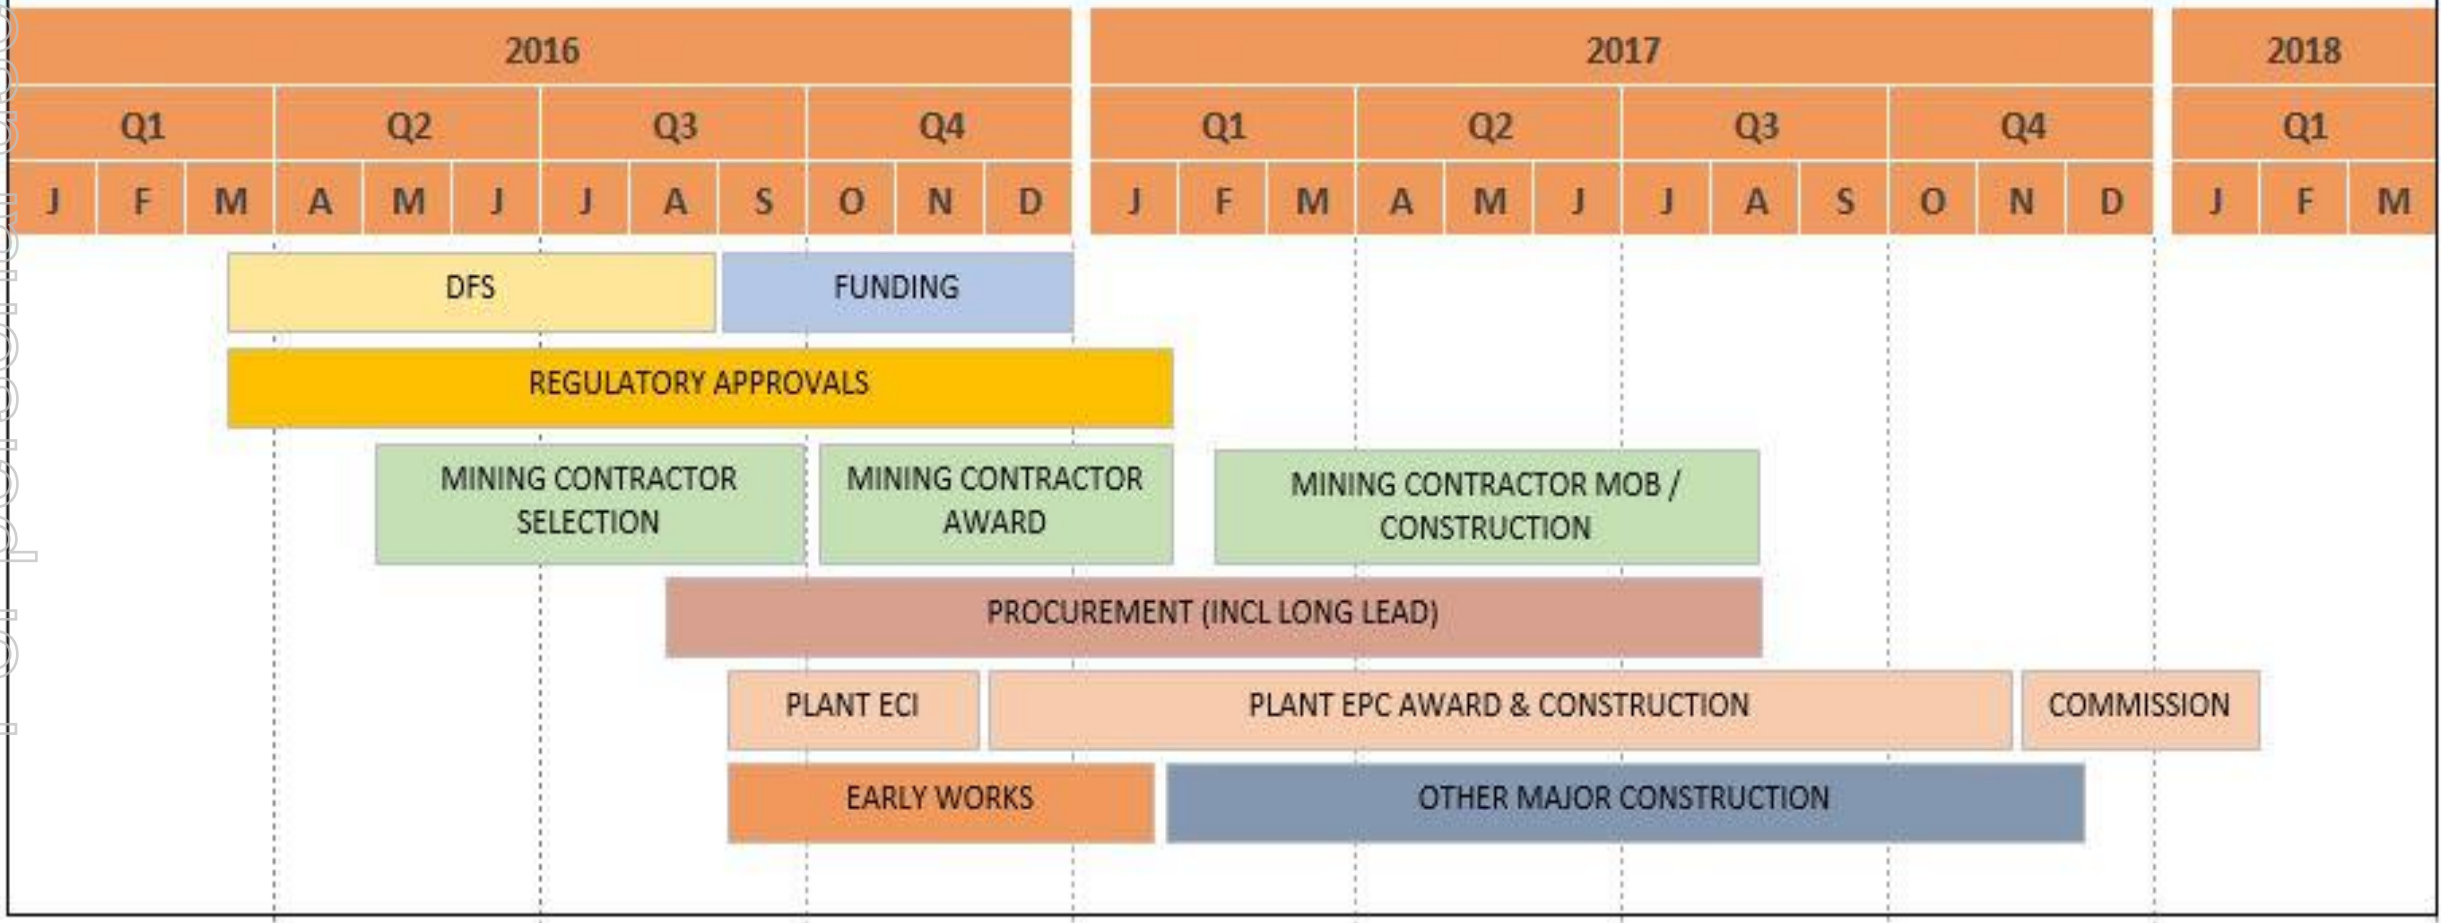 2016 2017 2018
Q1 Q2 Q3 Q4 Q1 Q2 Q3 Q4 Q1
J F M A M J J A S O N D J F M A M J J A S O N D J F M
DFS FUNDING
REGULATORY APPROVALS
MINING CONTRACTOR
SELECTION
MINING CONTRACTOR
AWARD
MINING CONTRACTOR MOB /
CONSTRUCTION
PROCUREMENT (INCL LONG LEAD)
PLANT ECI PLANT EPC AWARD & CONSTRUCTION COMMISSION
EARLY WORKS OTHER MAJOR CONSTRUCTION